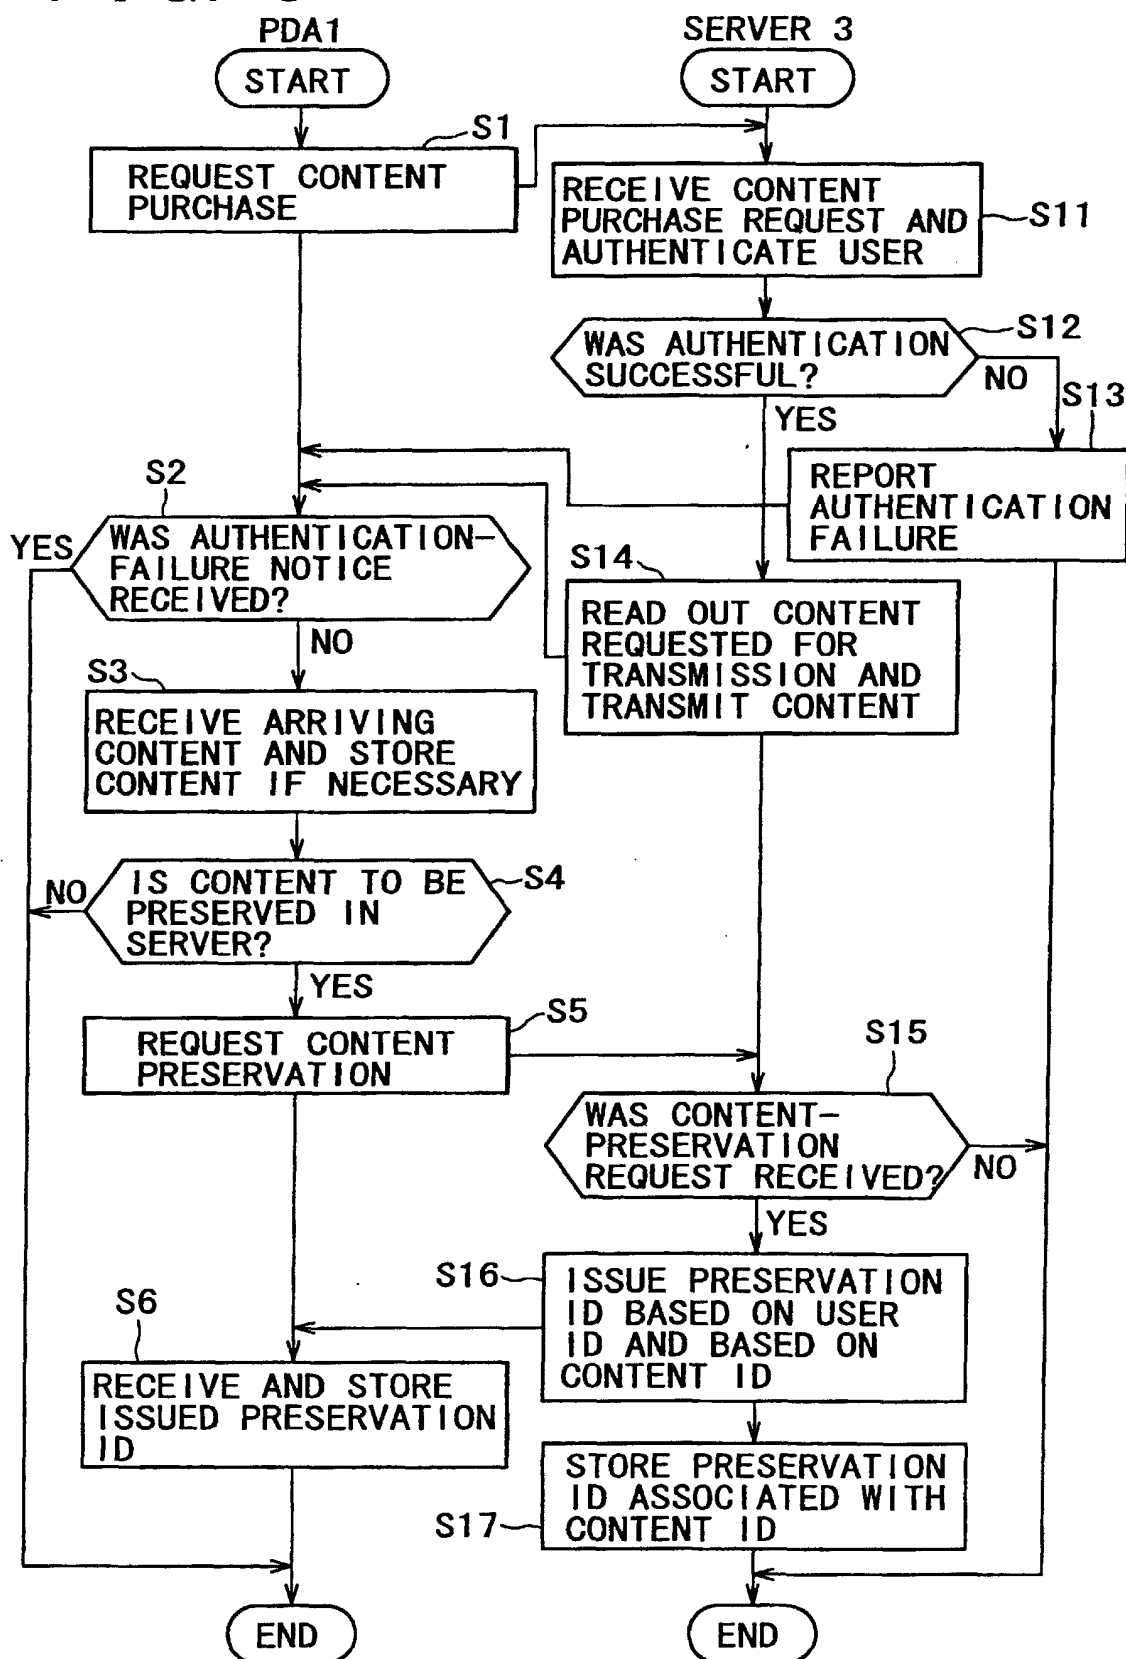 PDA1
SERVER 3
START
START
S1
REQUEST CONTENT
PURCHASE
RECEIVE CONTENT
PURCHASE REQUEST AND
AUTHENTICATE USER
S11
WAS AUTHENTICATION
SUCCESSFUL?
S12
NO
YES
S13
REPORT
AUTHENTICATION
FAILURE
S2
WAS AUTHENTICATION-
FAILURE NOTICE
RECEIVED?
YES
NO
S14
READ OUT CONTENT
REQUESTED FOR
TRANSMISSION AND
TRANSMIT CONTENT
S3
RECEIVE ARRIVING
CONTENT AND STORE
CONTENT IF NECESSARY
IS CONTENT TO BE
PRESERVED IN
SERVER?
S4
NO
YES
S5
REQUEST CONTENT
PRESERVATION
S15
WAS CONTENT-
PRESERVATION
REQUEST RECEIVED?
NO
YES
S16
ISSUE PRESERVATION
ID BASED ON USER
ID AND BASED ON
CONTENT ID
S6
RECEIVE AND STORE
ISSUED PRESERVATION
ID
STORE PRESERVATION
ID ASSOCIATED WITH
CONTENT ID
S17
END
END